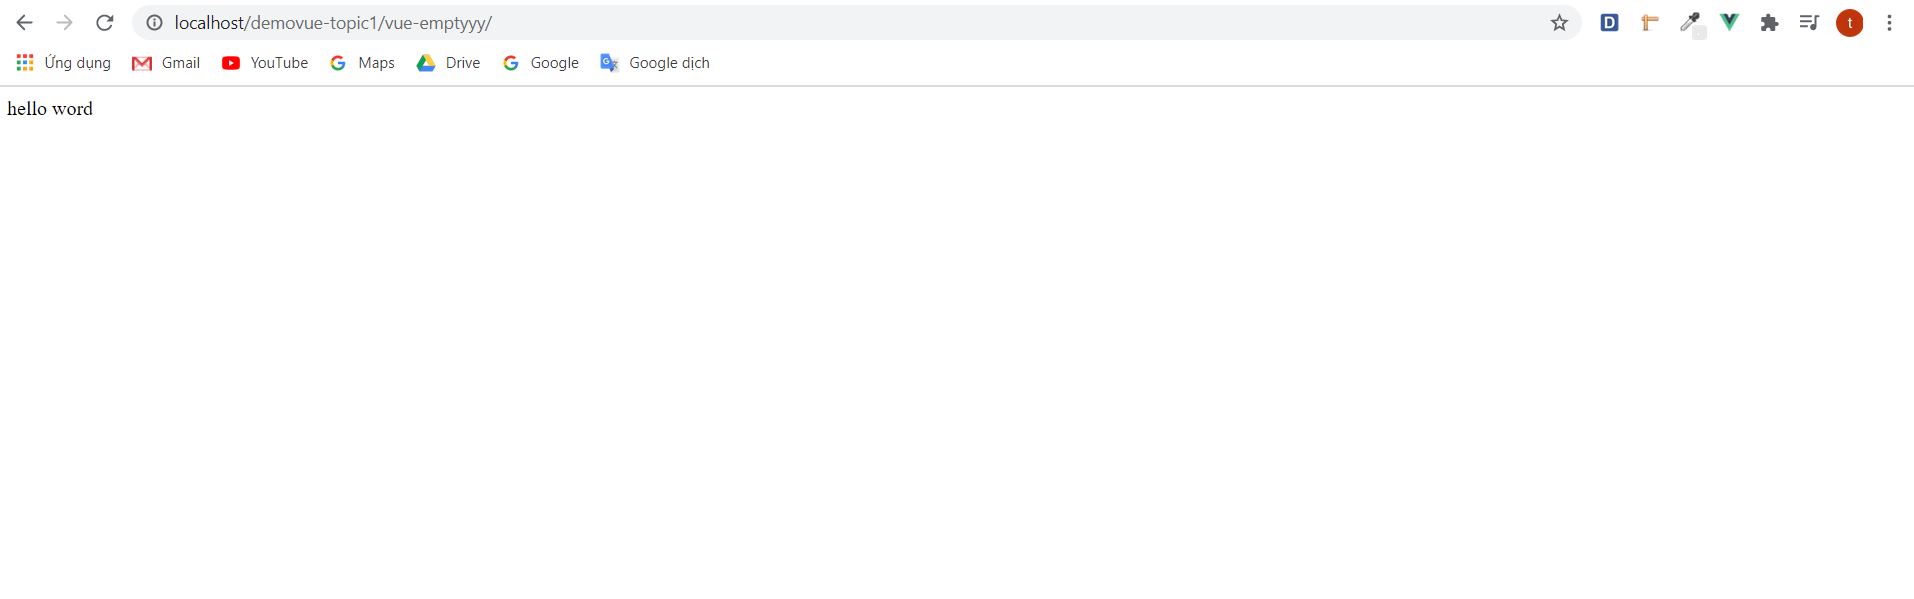 localhost/demovue-topic1/vue-emptyyy/
D
t
Ứng dụng Gmail YouTube Maps Drive Google Google dịch
hello word